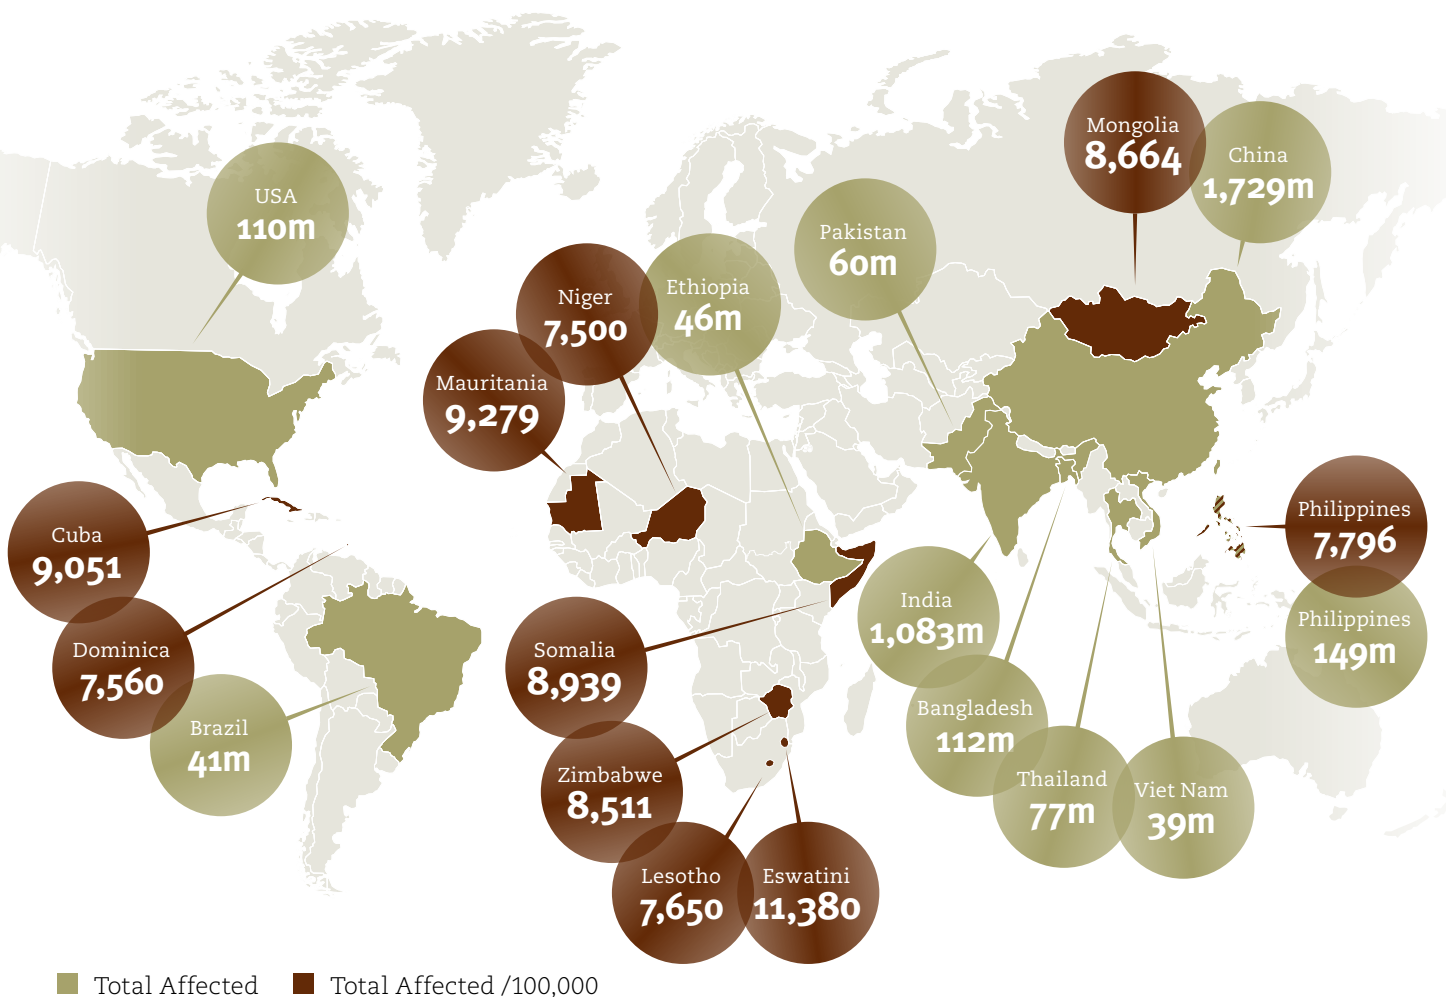 Mongolia
8,664
China
1,729m
USA
110m
Pakistan
60m
Niger
7,500
Ethiopia
46m
Mauritania
9,279
Cuba
9,051
Philippines
7,796
Dominica
7,560
Somalia
8,939
India
1,083m
Philippines
149m
Brazil
41m
Bangladesh
112m
Zimbabwe
8,511
Thailand
77m
Viet Nam
39m
Lesotho
7,650
Eswatini
11,380
Total Affected
Total Affected /100,000